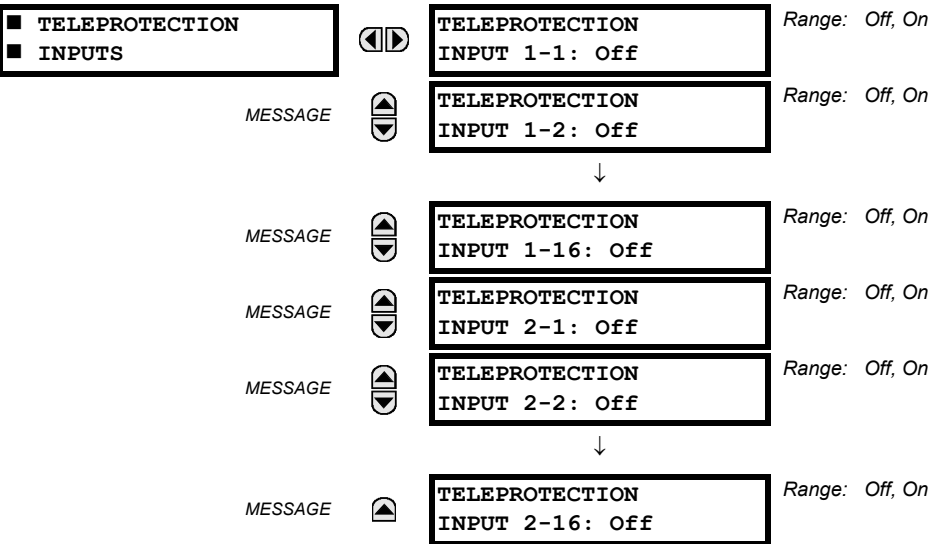 ■ TELEPROTECTION
■ INPUTS
TELEPROTECTION
INPUT 1-1: Off
Range: Off, On
MESSAGE
TELEPROTECTION
INPUT 1-2: Off
Range: Off, On
↓
MESSAGE
TELEPROTECTION
INPUT 1-16: Off
Range: Off, On
MESSAGE
TELEPROTECTION
INPUT 2-1: Off
Range: Off, On
MESSAGE
TELEPROTECTION
INPUT 2-2: Off
Range: Off, On
↓
MESSAGE
TELEPROTECTION
INPUT 2-16: Off
Range: Off, On